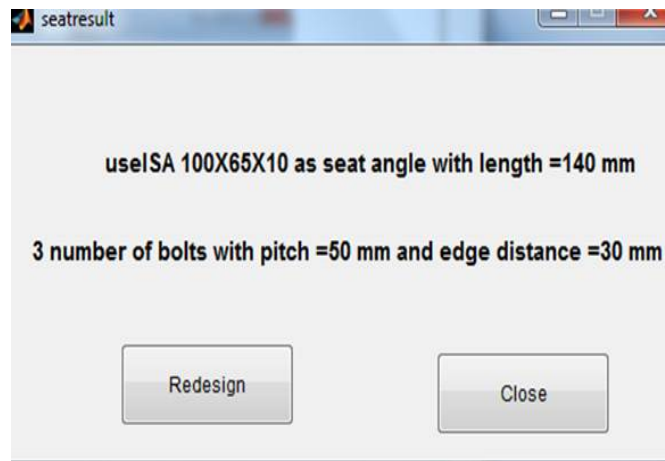 seatresult
useISA 100X65X10 as seat angle with length =140 mm
3 number of bolts with pitch =50 mm and edge distance =30 mm
Redesign
Close